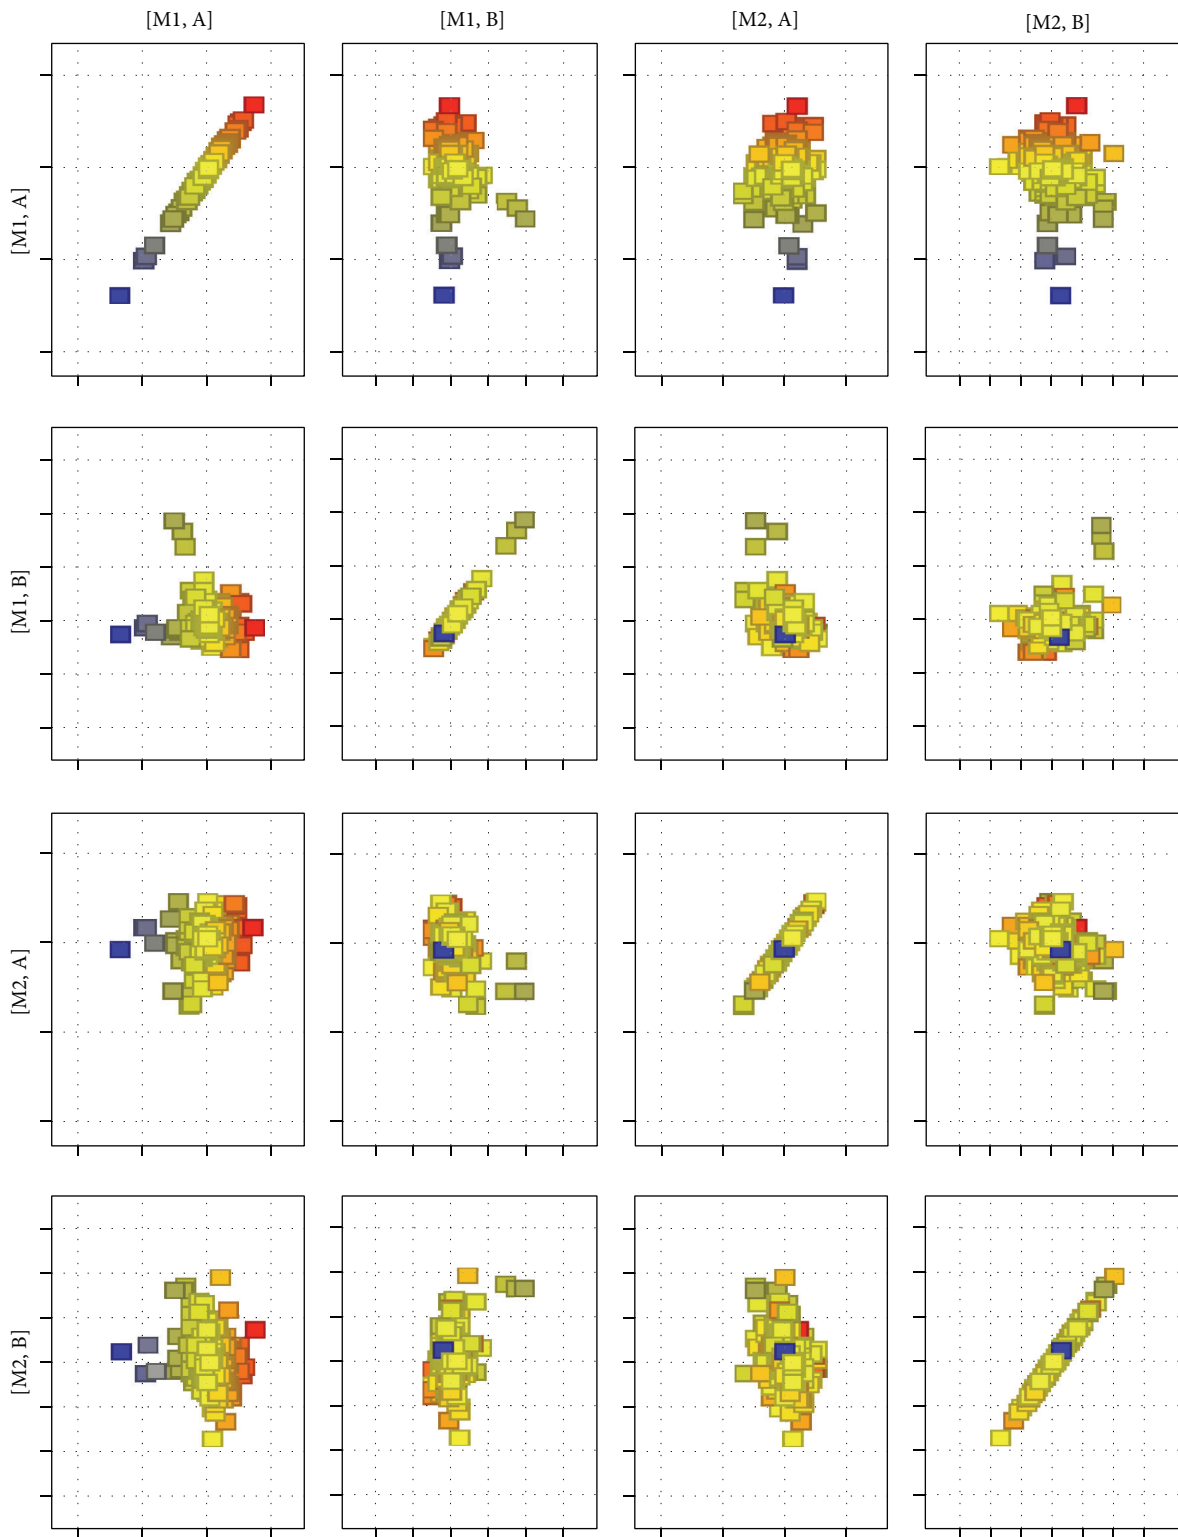 [M1, A] [M1, B] [M2, A] [M2, B]
[M1, A]
[M1, B]
[M2, A]
[M2, B]